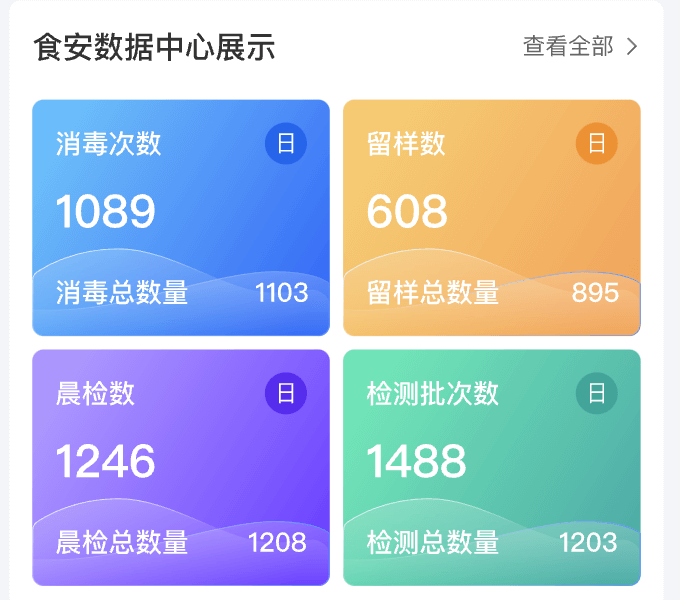 食安数据中心展示 查看全部 >
消毒次数 日
1089
消毒总数量 1103
留样数 日
608
留样总数量 895
晨检数 日
1246
晨检总数量 1208
检测批次数 日
1488
检测总数量 1203